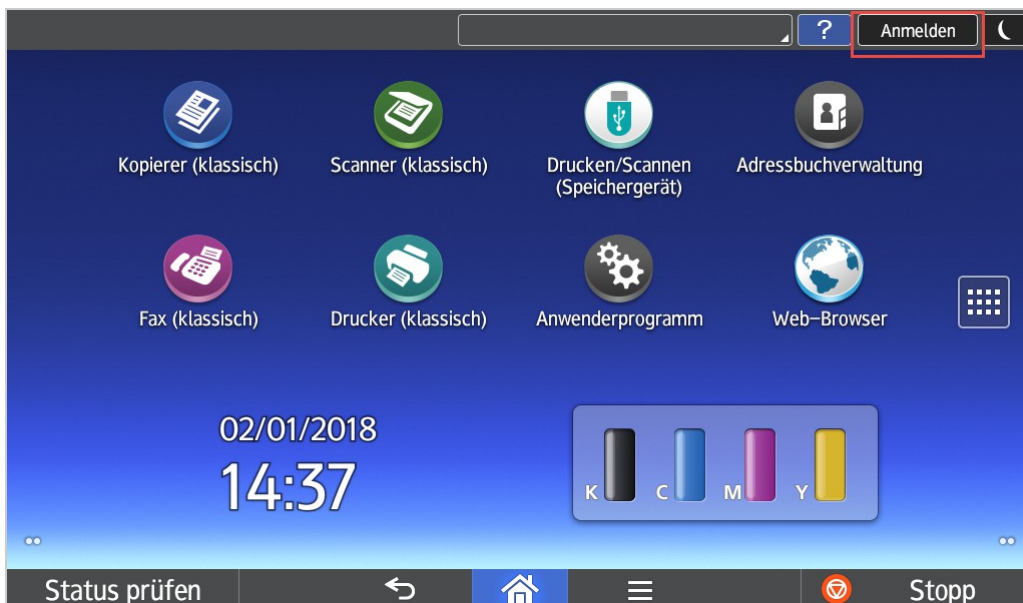 ?
Anmelden
Kopierer (klassisch)
Scanner (klassisch)
Drucken/Scannen
(Speichergerät)
Adressbuchverwaltung
Fax (klassisch)
Drucker (klassisch)
Anwenderprogramm
Web-Browser
02/01/2018
14:37
K C M Y
Status prüfen
Stopp